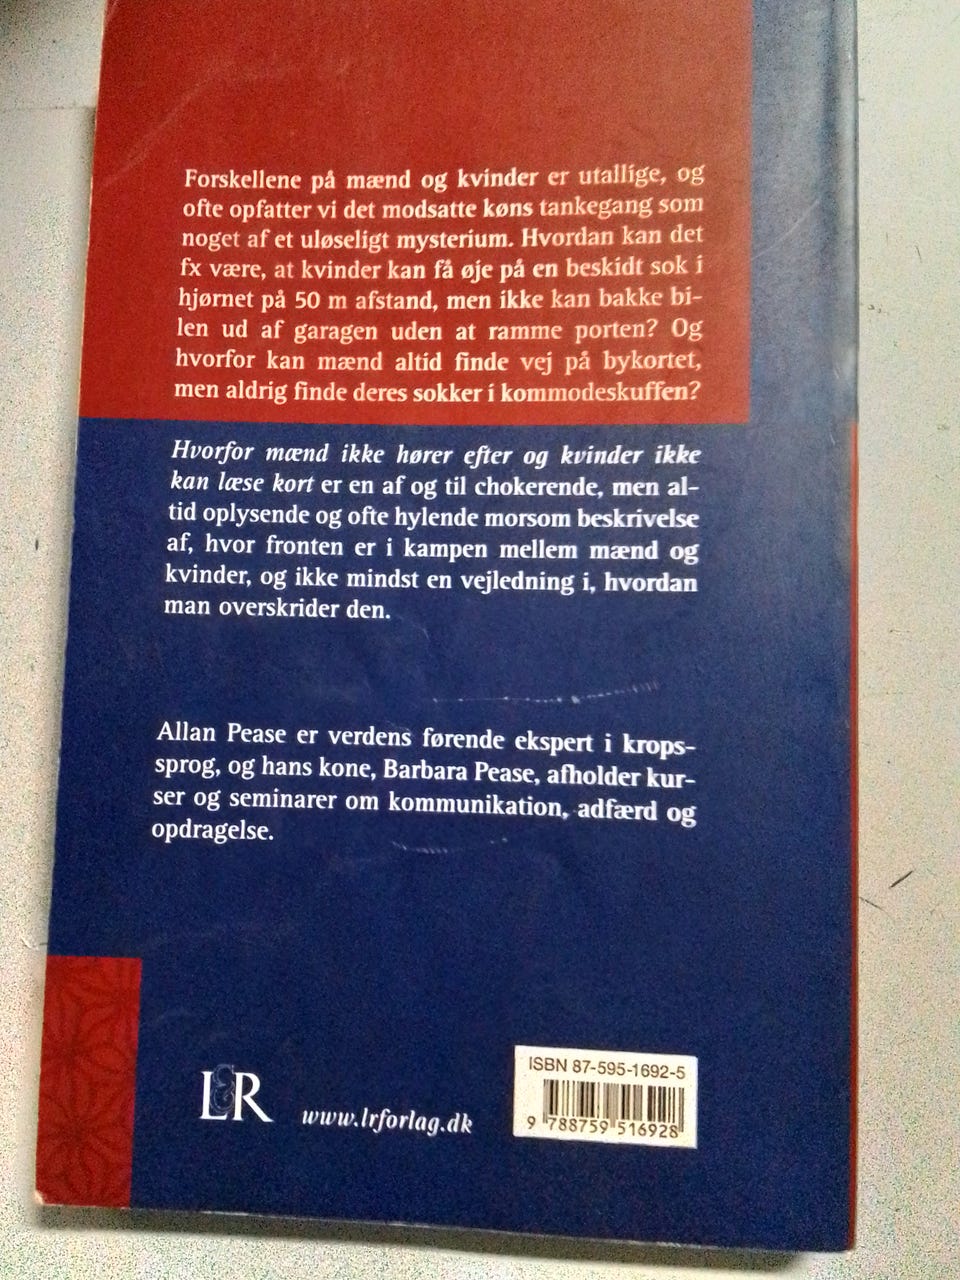 Forskellene på mænd og kvinder er utallige, og
ofte opfatter vi det modsatte køns tankegang som
noget af et uløseligt mysterium. Hvordan kan det
fx være, at kvinder kan få øje på en beskidt sok i
hjørnet på 50 m afstand, men ikke kan bakke bi-
len ud af garagen uden at ramme porten? Og
hvorfor kan mænd altid finde vej på bykortet,
men aldrig finde deres sokker i kommodeskuffen?
Hvorfor mænd ikke hører efter og kvinder ikke
kan læse kort er en af og til chokerende, men al-
tid oplysende og ofte hylende morsom beskrivelse
af, hvor fronten er i kampen mellem mænd og
kvinder, og ikke mindst en vejledning i, hvordan
man overskrider den.
Allan Pease er verdens førende ekspert i krops-
sprog, og hans kone, Barbara Pease, afholder kur-
ser og seminarer om kommunikation, adfærd og
opdragelse.
L&R
www.lrforlag.dk
ISBN 87-595-1692-5
9 788759 516928